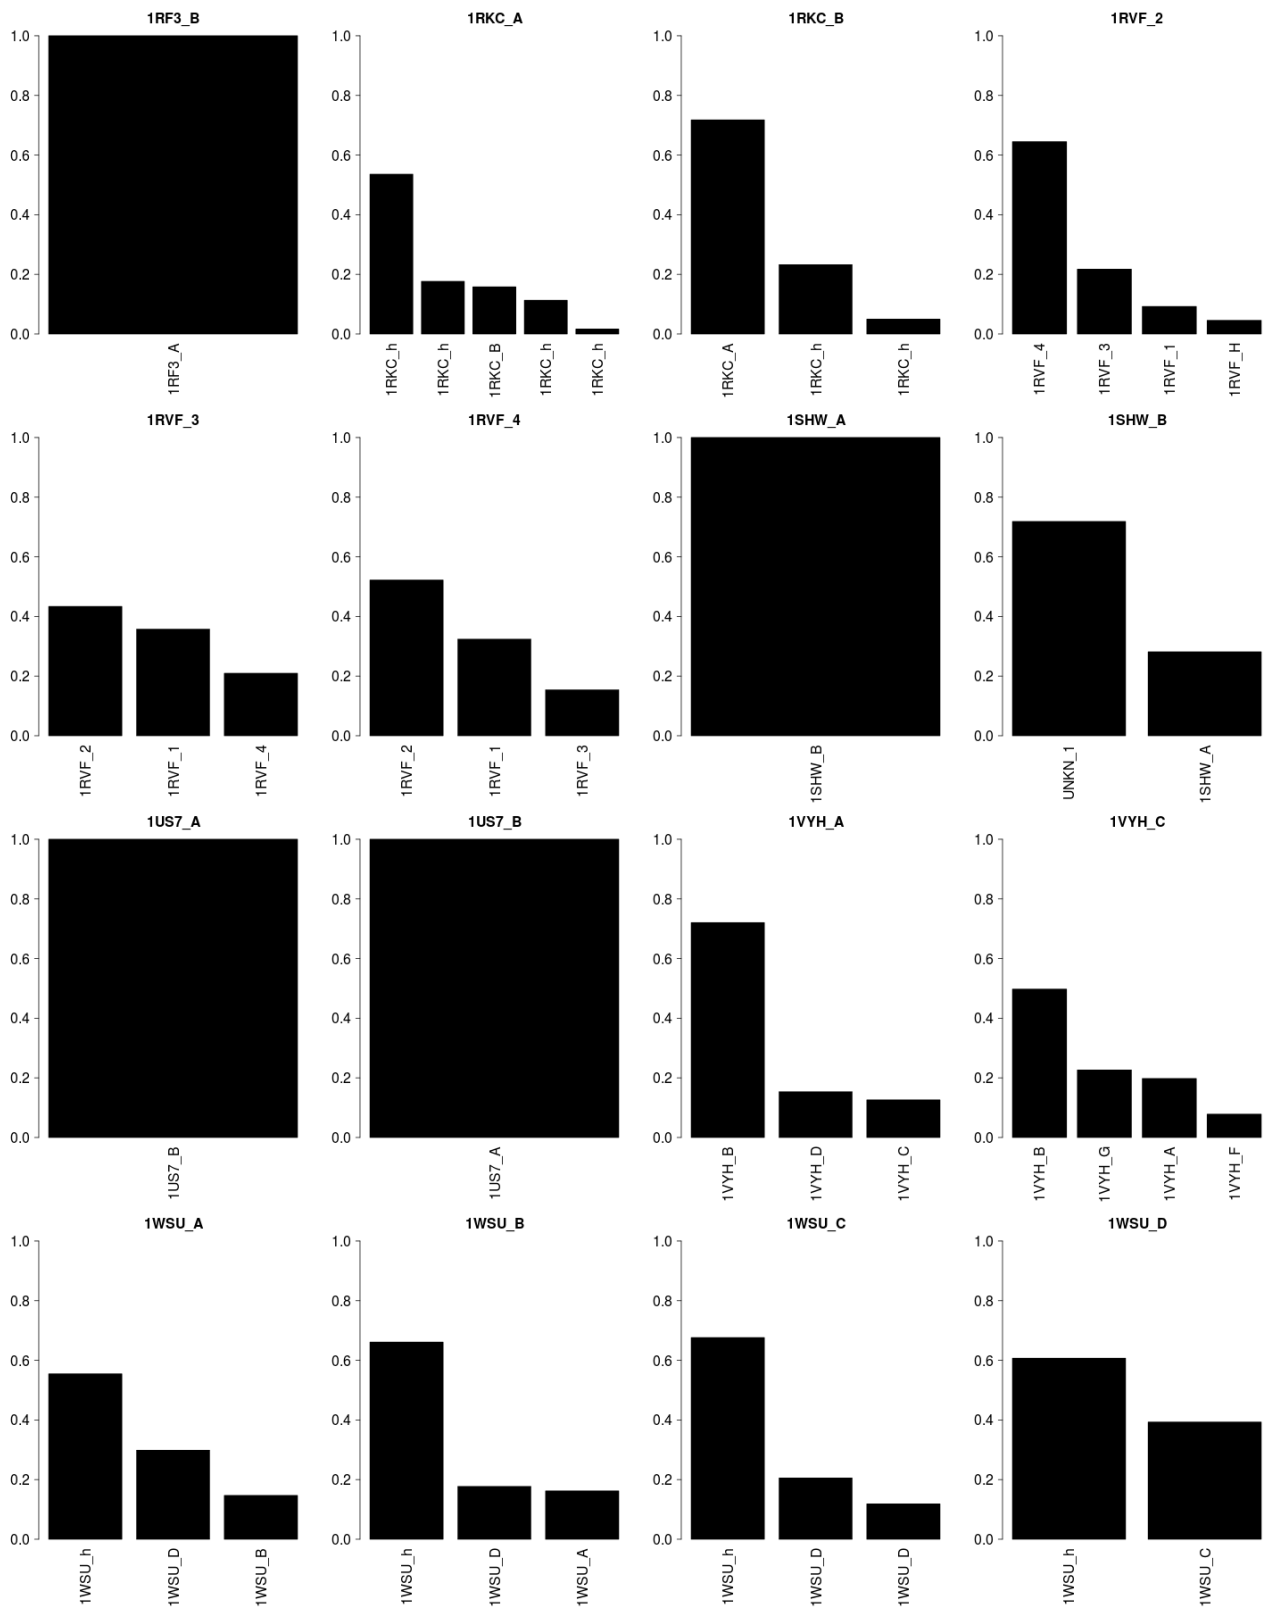 1RF3_B
1.0
0.8
0.6
0.4
0.2
0.0
1RF3_A
1RKC_A
1.0
0.8
0.6
0.4
0.2
0.0
1RKC_h
1RKC_h
1RKC_B
1RKC_h
1RKC_h
1RKC_B
1.0
0.8
0.6
0.4
0.2
0.0
1RKC_A
1RKC_h
1RKC_h
1RVF_2
1.0
0.8
0.6
0.4
0.2
0.0
1RVF_4
1RVF_3
1RVF_1
1RVF_H
1RVF_3
1.0
0.8
0.6
0.4
0.2
0.0
1RVF_2
1RVF_1
1RVF_4
1RVF_4
1.0
0.8
0.6
0.4
0.2
0.0
1RVF_2
1RVF_1
1RVF_3
1SHW_A
1.0
0.8
0.6
0.4
0.2
0.0
1SHW_B
1SHW_B
1.0
0.8
0.6
0.4
0.2
0.0
UNKN_1
1SHW_A
1US7_A
1.0
0.8
0.6
0.4
0.2
0.0
1US7_B
1US7_B
1.0
0.8
0.6
0.4
0.2
0.0
1US7_A
1VYH_A
1.0
0.8
0.6
0.4
0.2
0.0
1VYH_B
1VYH_D
1VYH_C
1VYH_C
1.0
0.8
0.6
0.4
0.2
0.0
1VYH_B
1VYH_G
1VYH_A
1VYH_F
1WSU_A
1.0
0.8
0.6
0.4
0.2
0.0
1WSU_h
1WSU_D
1WSU_B
1WSU_B
1.0
0.8
0.6
0.4
0.2
0.0
1WSU_h
1WSU_D
1WSU_A
1WSU_C
1.0
0.8
0.6
0.4
0.2
0.0
1WSU_h
1WSU_D
1WSU_D
1WSU_D
1.0
0.8
0.6
0.4
0.2
0.0
1WSU_h
1WSU_C